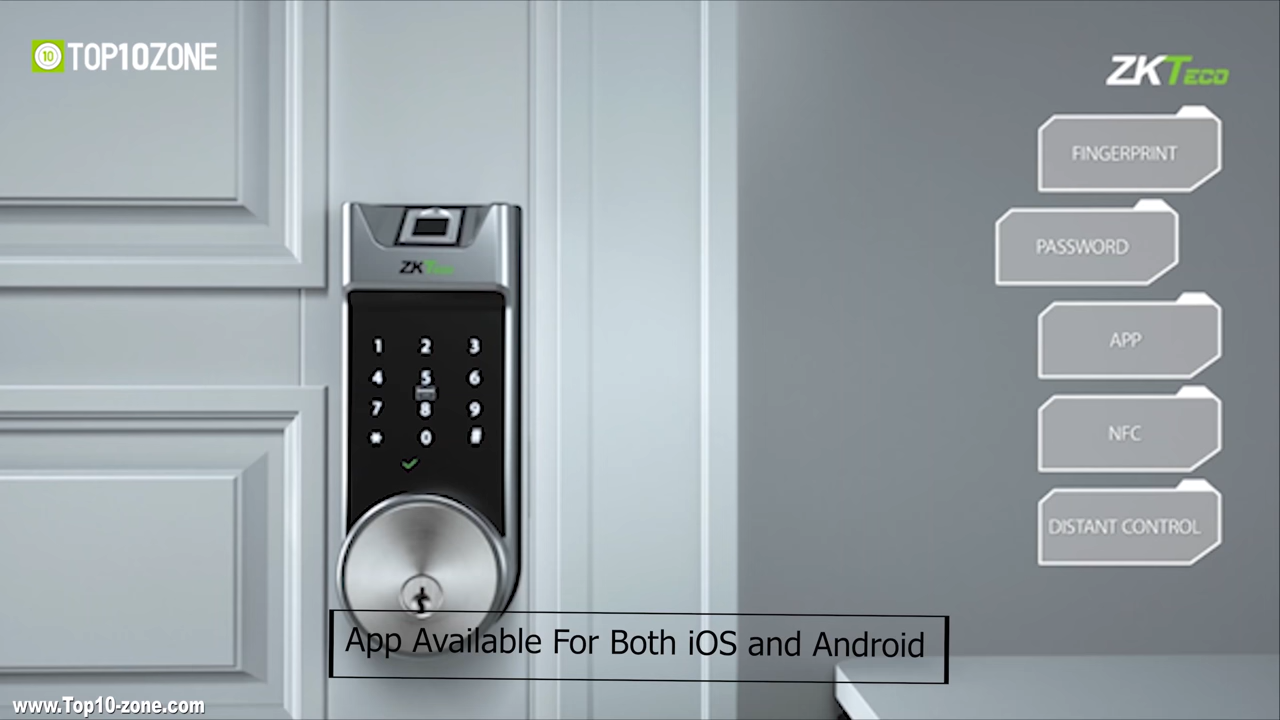 10 TOP10ZONE
ZKTeco
FINGERPRINT
PASSWORD
APP
NFC
DISTANT CONTROL
ZKTeco
1 2 3
4 5 6
7 8 9
* 0 #
App Available For Both iOS and Android
www.Top10-zone.com